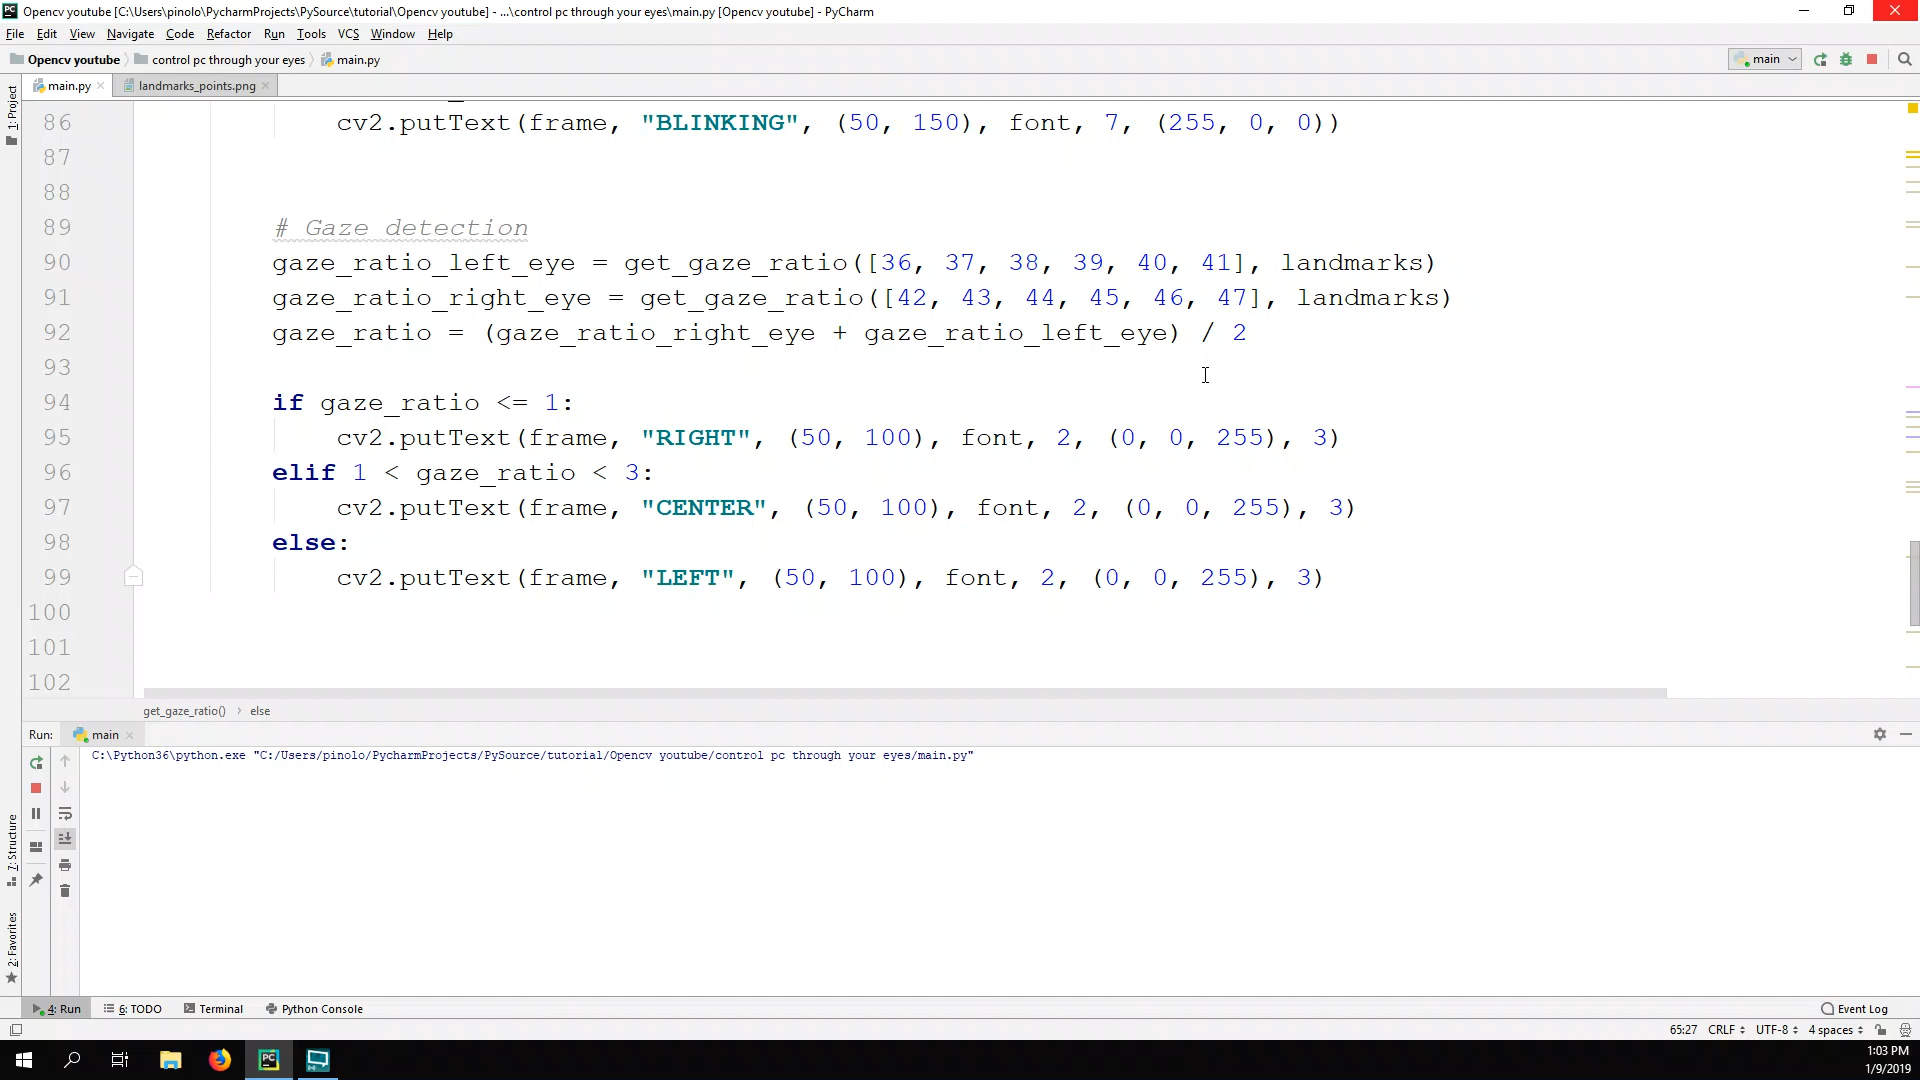 Opencv youtube [C:\Users\pinolo\PycharmProjects\PySource\tutorial\Opencv youtube] - ...\control pc through your eyes\main.py [Opencv youtube] - PyCharm
File Edit View Navigate Code Refactor Run Tools VCS Window Help
Opencv youtube control pc through your eyes main.py main
main.py landmarks_points.png
1: Project
86 cv2.putText(frame, "BLINKING", (50, 150), font, 7, (255, 0, 0))
87
88
89 # Gaze detection
90 gaze_ratio_left_eye = get_gaze_ratio([36, 37, 38, 39, 40, 41], landmarks)
91 gaze_ratio_right_eye = get_gaze_ratio([42, 43, 44, 45, 46, 47], landmarks)
92 gaze_ratio = (gaze_ratio_right_eye + gaze_ratio_left_eye) / 2
93
94 if gaze_ratio <= 1:
95 cv2.putText(frame, "RIGHT", (50, 100), font, 2, (0, 0, 255), 3)
96 elif 1 < gaze_ratio < 3:
97 cv2.putText(frame, "CENTER", (50, 100), font, 2, (0, 0, 255), 3)
98 else:
99 cv2.putText(frame, "LEFT", (50, 100), font, 2, (0, 0, 255), 3)
100
101
102
get_gaze_ratio() › else
Run: main
C:\Python36\python.exe "C:/Users/pinolo/PycharmProjects/PySource/tutorial/Opencv youtube/control pc through your eyes/main.py"
7: Structure
2: Favorites
4: Run 6: TODO Terminal Python Console Event Log
65:27 CRLF UTF-8 4 spaces
1:03 PM
1/9/2019